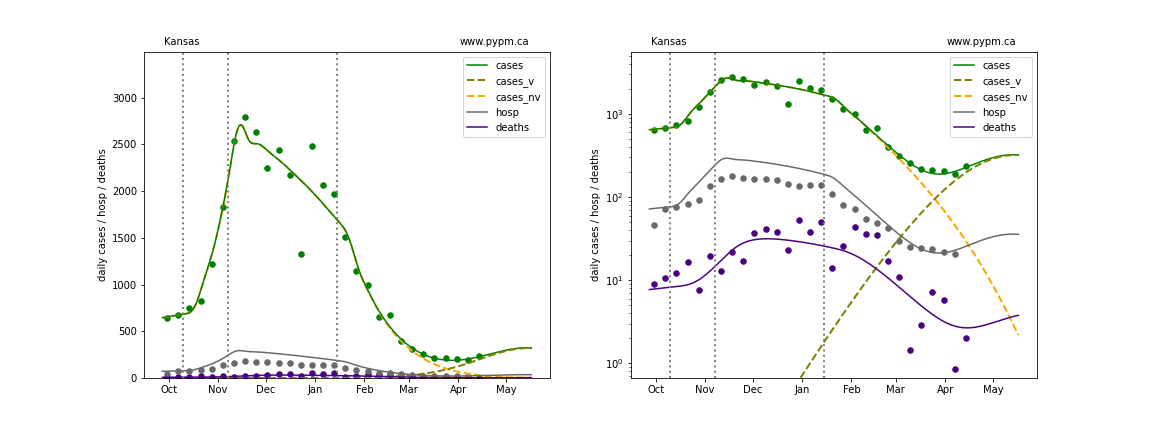 Kansas www.pypm.ca
daily cases / hosp / deaths
3000
2500
2000
1500
1000
500
0
Oct Nov Dec Jan Feb Mar Apr May
cases
cases_v
cases_nv
hosp
deaths
Kansas www.pypm.ca
daily cases / hosp / deaths
10³
10²
10¹
10⁰
Oct Nov Dec Jan Feb Mar Apr May
cases
cases_v
cases_nv
hosp
deaths